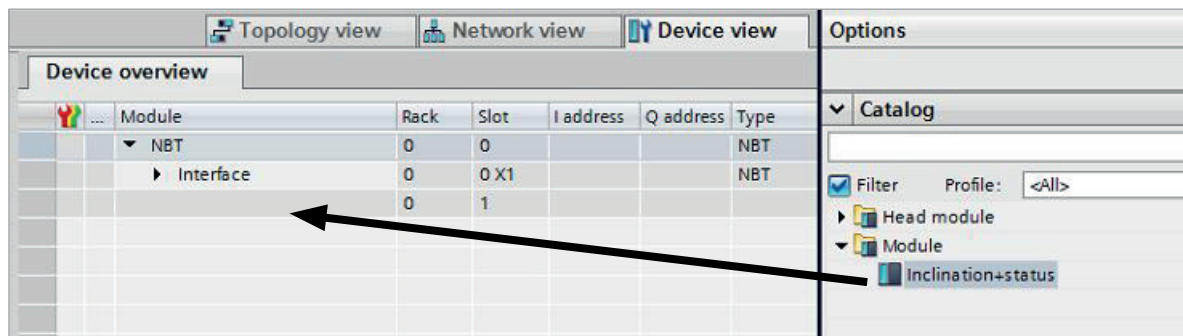 Topology view Network view Device view Options
Device overview
... Module Rack Slot I address Q address Type
Catalog
NBT 0 0 NBT
Interface 0 0 X1 NBT
Filter Profile: <All>
0 1
Head module
Module
Inclination+status